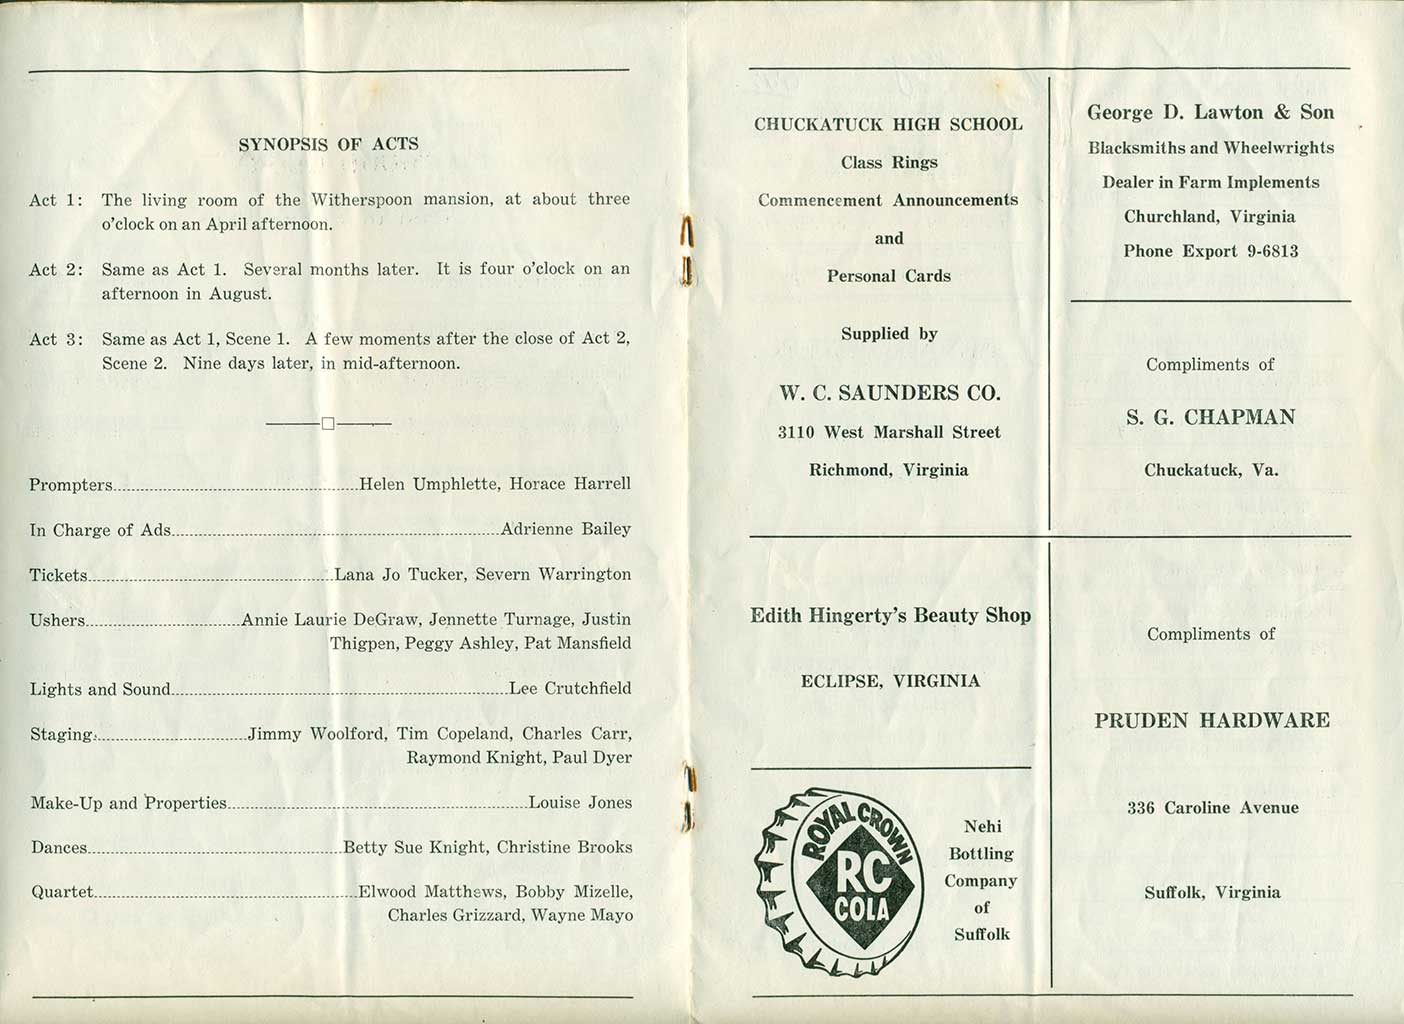 SYNOPSIS OF ACTS
Act 1: The living room of the Witherspoon mansion, at about three
o'clock on an April afternoon.
Act 2: Same as Act 1. Several months later. It is four o'clock on an
afternoon in August.
Act 3: Same as Act 1, Scene 1. A few moments after the close of Act 2,
Scene 2. Nine days later, in mid-afternoon.
Prompters Helen Umphlette, Horace Harrell
In Charge of Ads Adrienne Bailey
Tickets Lana Jo Tucker, Severn Warrington
Ushers Annie Laurie DeGraw, Jennette Turnage, Justin
Thigpen, Peggy Ashley, Pat Mansfield
Lights and Sound Lee Crutchfield
Staging: Jimmy Woolford, Tim Copeland, Charles Carr,
Raymond Knight, Paul Dyer
Make-Up and Properties Louise Jones
Dances Betty Sue Knight, Christine Brooks
Quartet Elwood Matthews, Bobby Mizelle,
Charles Grizzard, Wayne Mayo
CHUCKATUCK HIGH SCHOOL
Class Rings
Commencement Announcements
and
Personal Cards
Supplied by
W. C. SAUNDERS CO.
3110 West Marshall Street
Richmond, Virginia
George D. Lawton & Son
Blacksmiths and Wheelwrights
Dealer in Farm Implements
Churchland, Virginia
Phone Export 9-6813
Compliments of
S. G. CHAPMAN
Chuckatuck, Va.
Edith Hingerty's Beauty Shop
ECLIPSE, VIRGINIA
ROYAL CROWN
RC
COLA
Nehi
Bottling
Company
of
Suffolk
Compliments of
PRUDEN HARDWARE
336 Caroline Avenue
Suffolk, Virginia